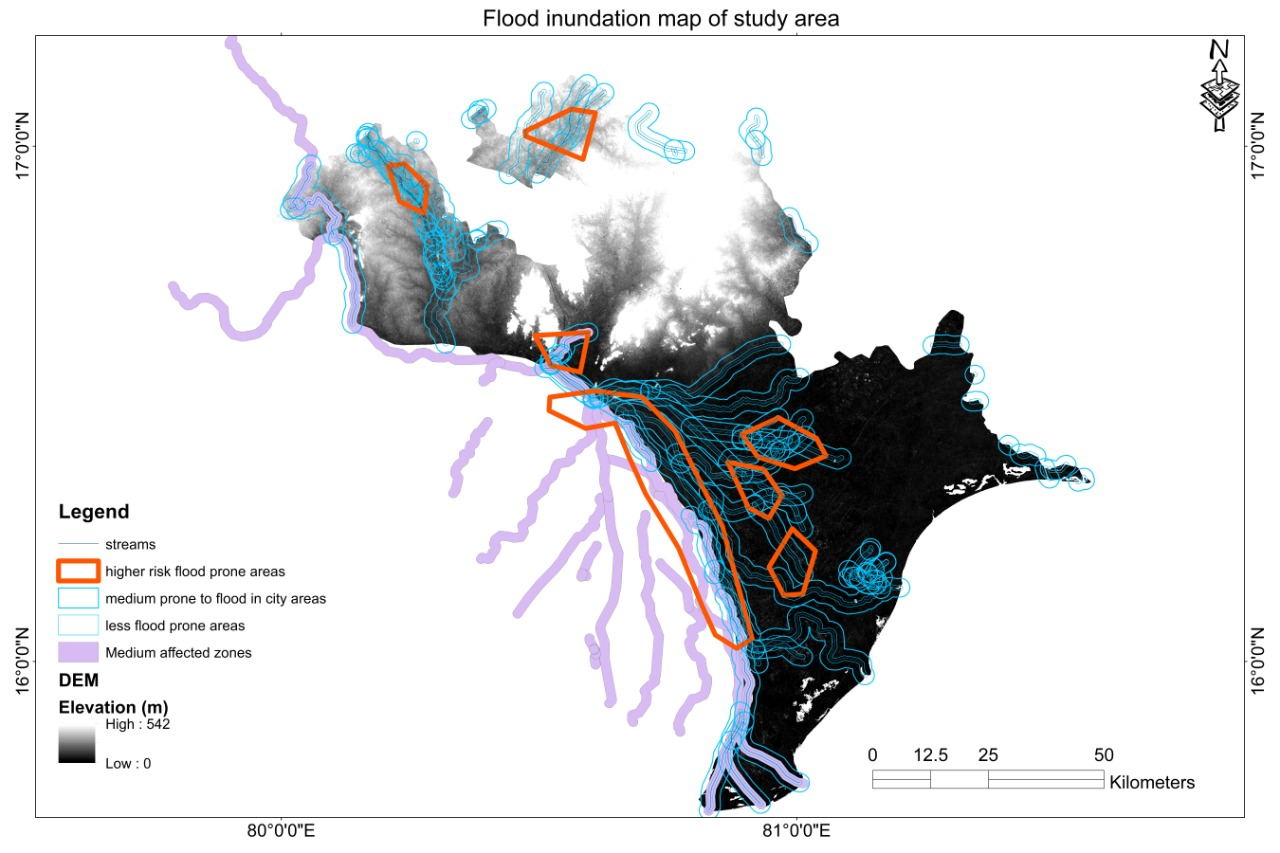 Flood inundation map of study area
N
17°0'0"N
17°0'0"N
Legend
streams
higher risk flood prone areas
medium prone to flood in city areas
less flood prone areas
Medium affected zones
DEM
Elevation (m)
High : 542
Low : 0
16°0'0"N
16°0'0"N
0 12.5 25 50
Kilometers
80°0'0"E
81°0'0"E